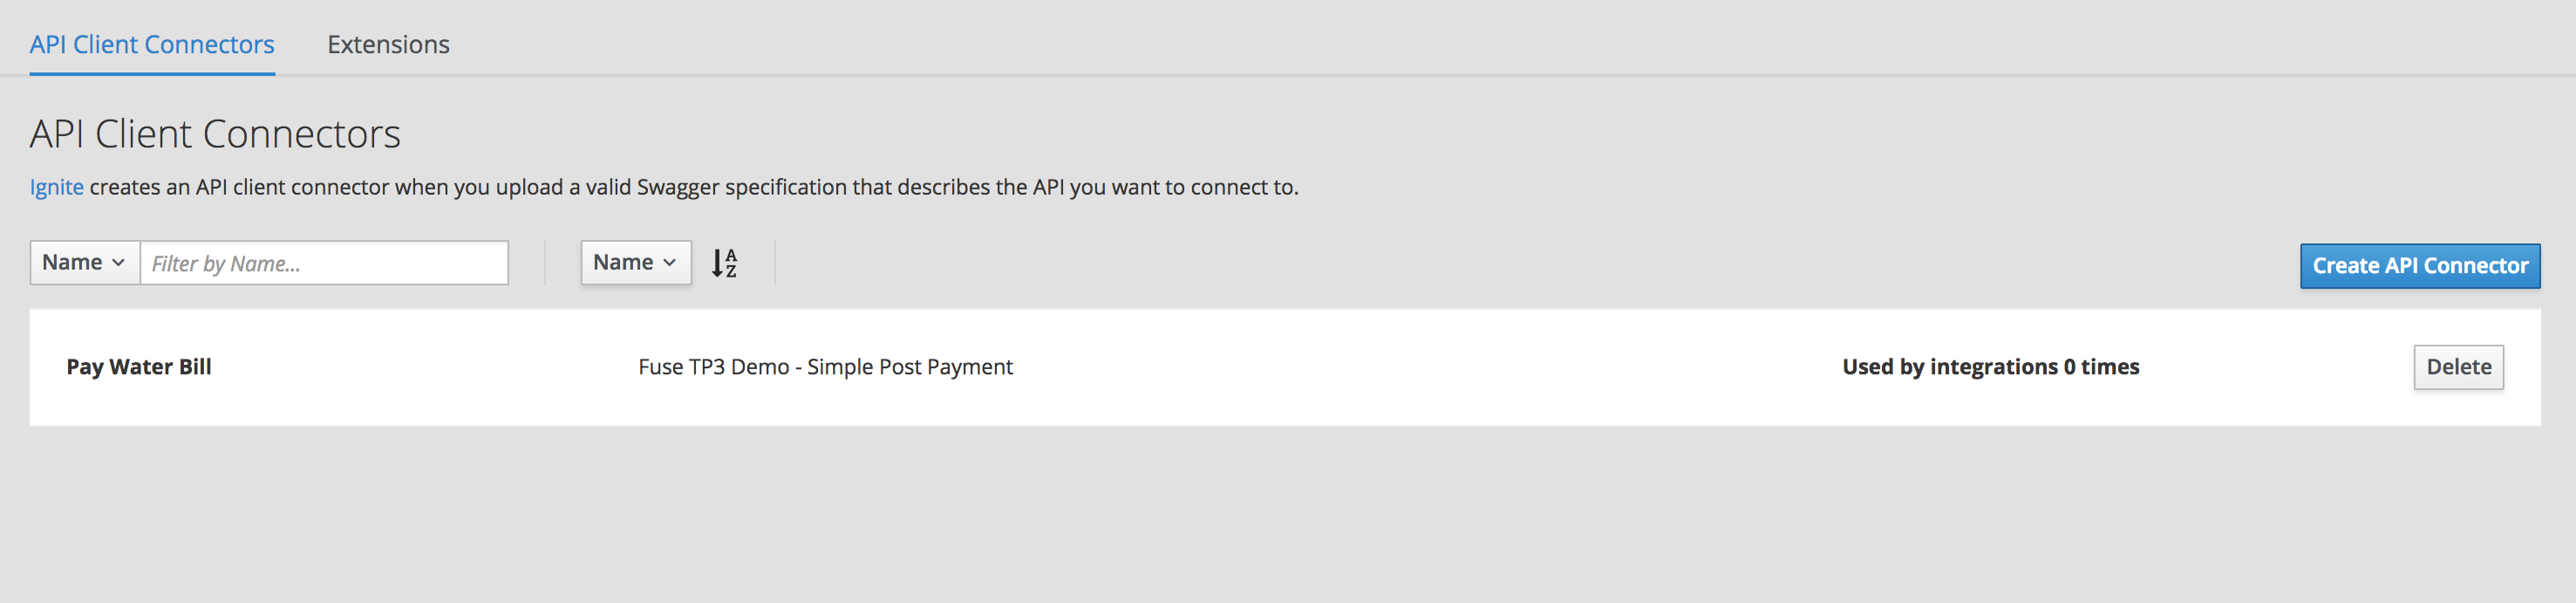 API Client Connectors Extensions
API Client Connectors
Ignite creates an API client connector when you upload a valid Swagger specification that describes the API you want to connect to.
Name Filter by Name... Name A Z Create API Connector
Pay Water Bill Fuse TP3 Demo - Simple Post Payment Used by integrations 0 times Delete